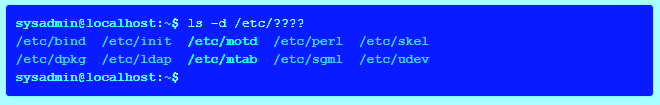 sysadmin@localhost:~$ ls -d /etc/????
/etc/bind  /etc/init  /etc/motd  /etc/perl  /etc/skel
/etc/dpkg  /etc/ldap  /etc/mtab  /etc/sgml  /etc/udev
sysadmin@localhost:~$